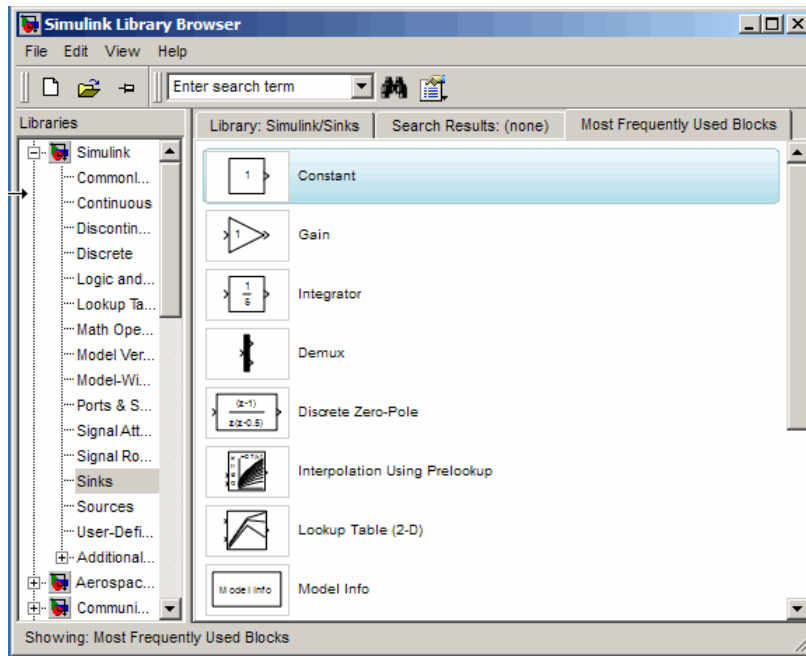 Simulink Library Browser
File Edit View Help
Enter search term
Libraries
Library: Simulink/Sinks
Search Results: (none)
Most Frequently Used Blocks
Simulink
Commonl...
Continuous
Discontin...
Discrete
Logic and...
Lookup Ta...
Math Ope...
Model Ver...
Model-Wi...
Ports & S...
Signal Att...
Signal Ro...
Sinks
Sources
User-Defi...
Additional...
Aerospac...
Communi...
1
Constant
1
Gain
1
s
Integrator
Demux
(z-1)
z(z-0.5)
Discrete Zero-Pole
Interpolation Using Prelookup
Lookup Table (2-D)
Model Info
Model Info
Showing: Most Frequently Used Blocks